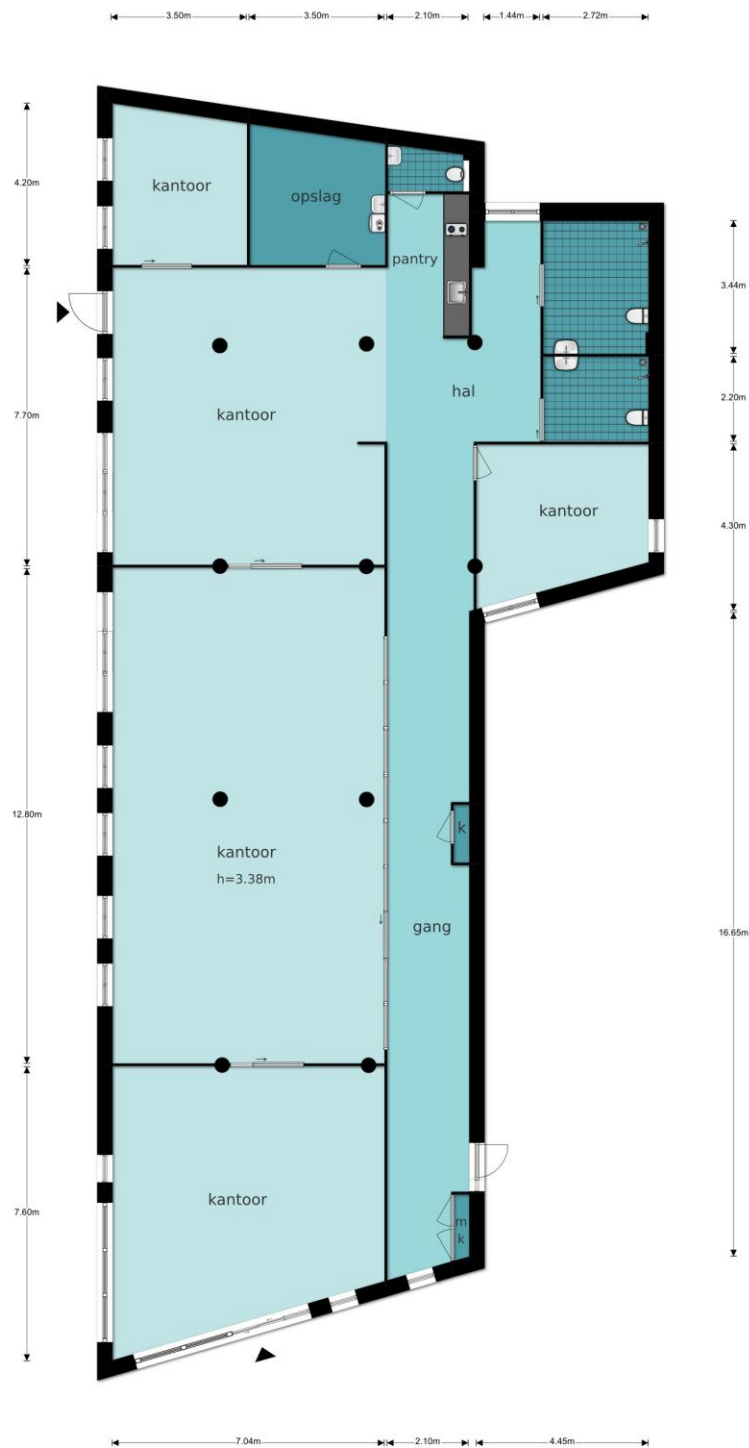 3.50m 3.50m 2.10m 1.44m 2.72m
4.20m
kantoor
opslag
pantry
3.44m
hal
7.70m
kantoor
2.20m
kantoor
4.30m
12.80m
k
kantoor
h=3.38m
gang
16.65m
kantoor
m
k
7.60m
7.04m 2.10m 4.45m